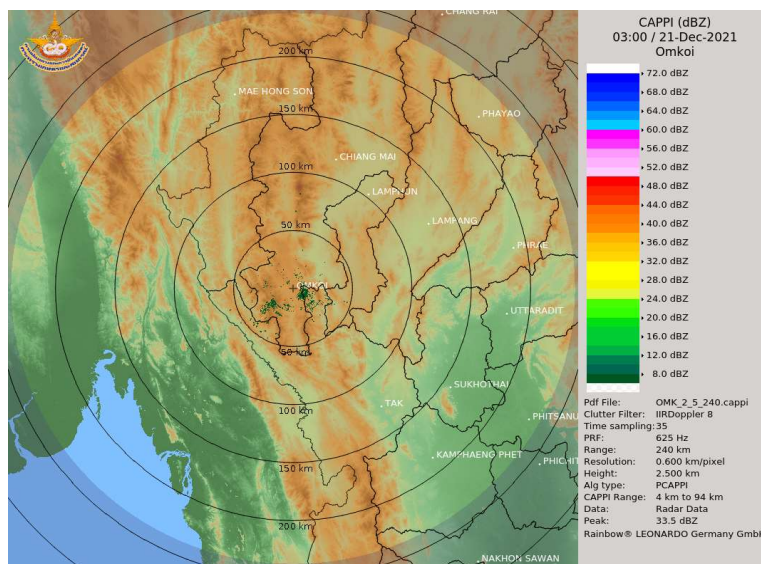 CHANG RAI
200 km
MAE HONG SON
150 km
PHAYAO
CHIANG MAI
100 km
LAMPHUN
LAMPANG
50 km
PHRAE
OMKOI
UTTARADIT
50 km
SUKHOTHAI
TAK
100 km
PHITSANU
KAMPHAENG PHET
PHICHIT
150 km
200 km
NAKHON SAWAN
CAPPI (dBZ)
03:00 / 21-Dec-2021
Omkoi
72.0 dBZ
68.0 dBZ
64.0 dBZ
60.0 dBZ
56.0 dBZ
52.0 dBZ
48.0 dBZ
44.0 dBZ
40.0 dBZ
36.0 dBZ
32.0 dBZ
28.0 dBZ
24.0 dBZ
20.0 dBZ
16.0 dBZ
12.0 dBZ
8.0 dBZ
Pdf File: OMK_2_5_240.cappi
Clutter Filter: IIRDoppler 8
Time sampling:35
PRF: 625 Hz
Range: 240 km
Resolution: 0.600 km/pixel
Height: 2.500 km
Alg type: PCAPPI
CAPPI Range: 4 km to 94 km
Data: Radar Data
Peak: 33.5 dBZ
Rainbow® LEONARDO Germany GmbH